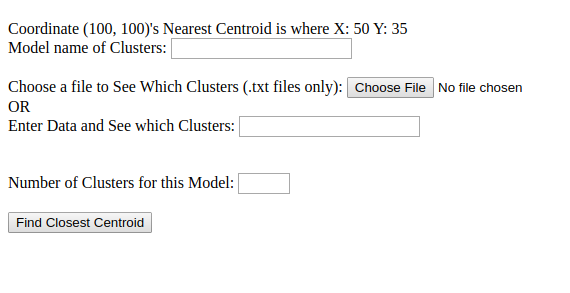 Coordinate (100, 100)'s Nearest Centroid is where X: 50 Y: 35
Model name of Clusters:
Choose a file to See Which Clusters (.txt files only): Choose File No file chosen
OR
Enter Data and See which Clusters:
Number of Clusters for this Model:
Find Closest Centroid